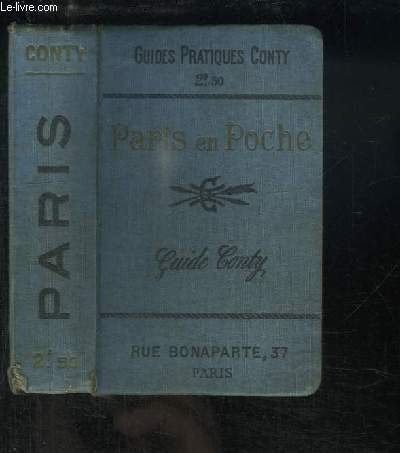 © Le-livre.com
CONTY
PARIS
2f 50
GUIDES PRATIQUES CONTY
2f.50
Paris en Poche
Guide Conty
RUE BONAPARTE, 37
PARIS